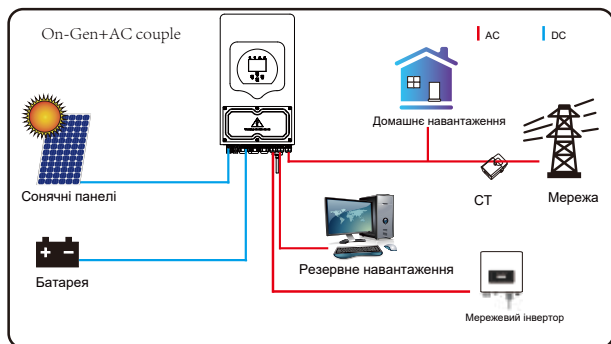 On-Gen+AC couple
AC
DC
Домашнє навантаження
Сонячні панелі
CT
Мережа
Батарея
Резервне навантаження
Мережевий інвертор